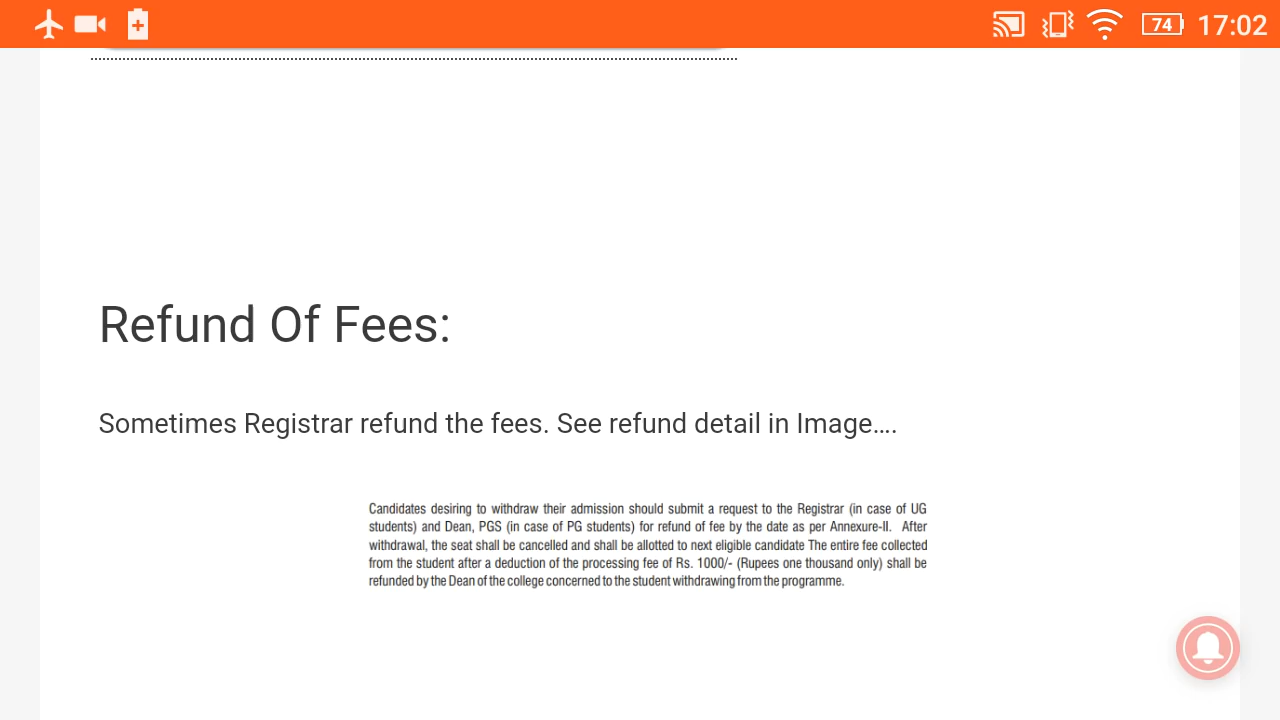 74 17:02
Refund Of Fees:
Sometimes Registrar refund the fees. See refund detail in Image....
Candidates desiring to withdraw their admission should submit a request to the Registrar (in case of UG
students) and Dean, PGS (in case of PG students) for refund of fee by the date as per Annexure-II. After
withdrawal, the seat shall be cancelled and shall be allotted to next eligible candidate The entire fee collected
from the student after a deduction of the processing fee of Rs. 1000/- (Rupees one thousand only) shall be
refunded by the Dean of the college concerned to the student withdrawing from the programme.